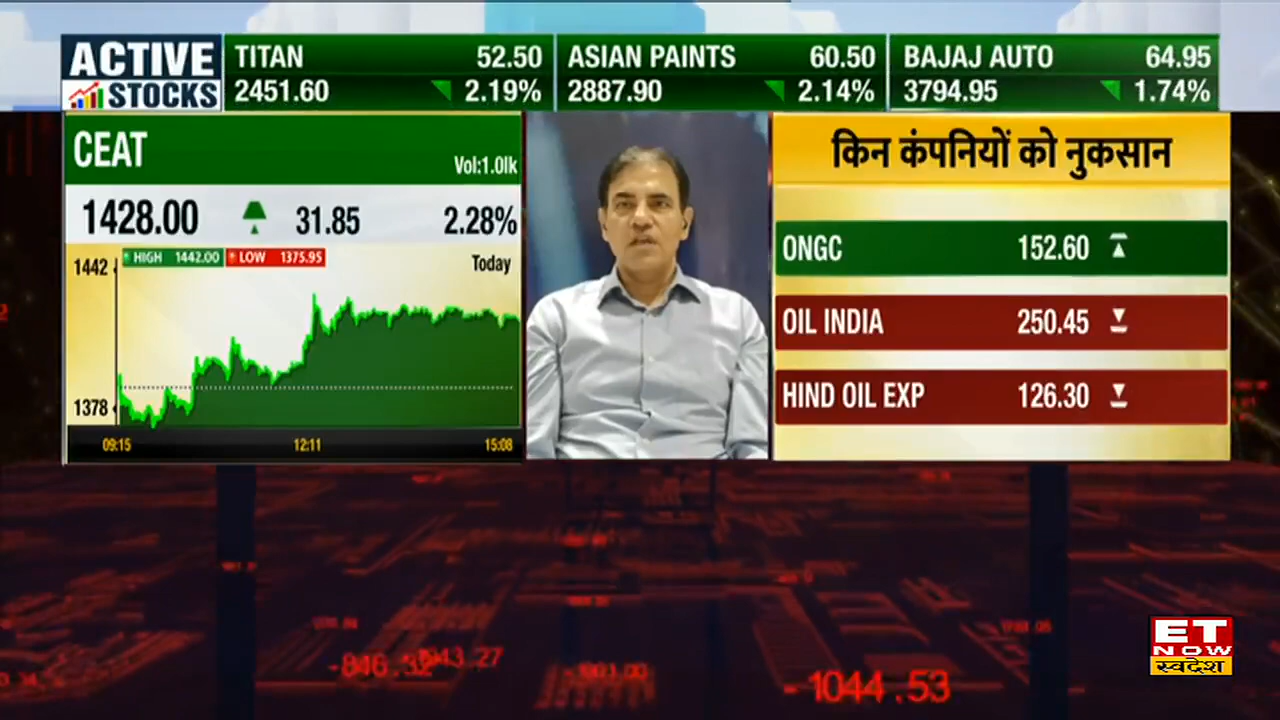 ACTIVE
STOCKS
TITAN 52.50
2451.60 2.19%
ASIAN PAINTS 60.50
2887.90 2.14%
BAJAJ AUTO 64.95
3794.95 1.74%
CEAT
Vol:1.0lk
1428.00 31.85 2.28%
HIGH 1442.00 LOW 1375.95
Today
1442
1378
09:15 12:11 15:08
किन कंपनियों को नुकसान
ONGC 152.60
OIL INDIA 250.45
HIND OIL EXP 126.30
-1044.53
ET
NOW
स्वदेश